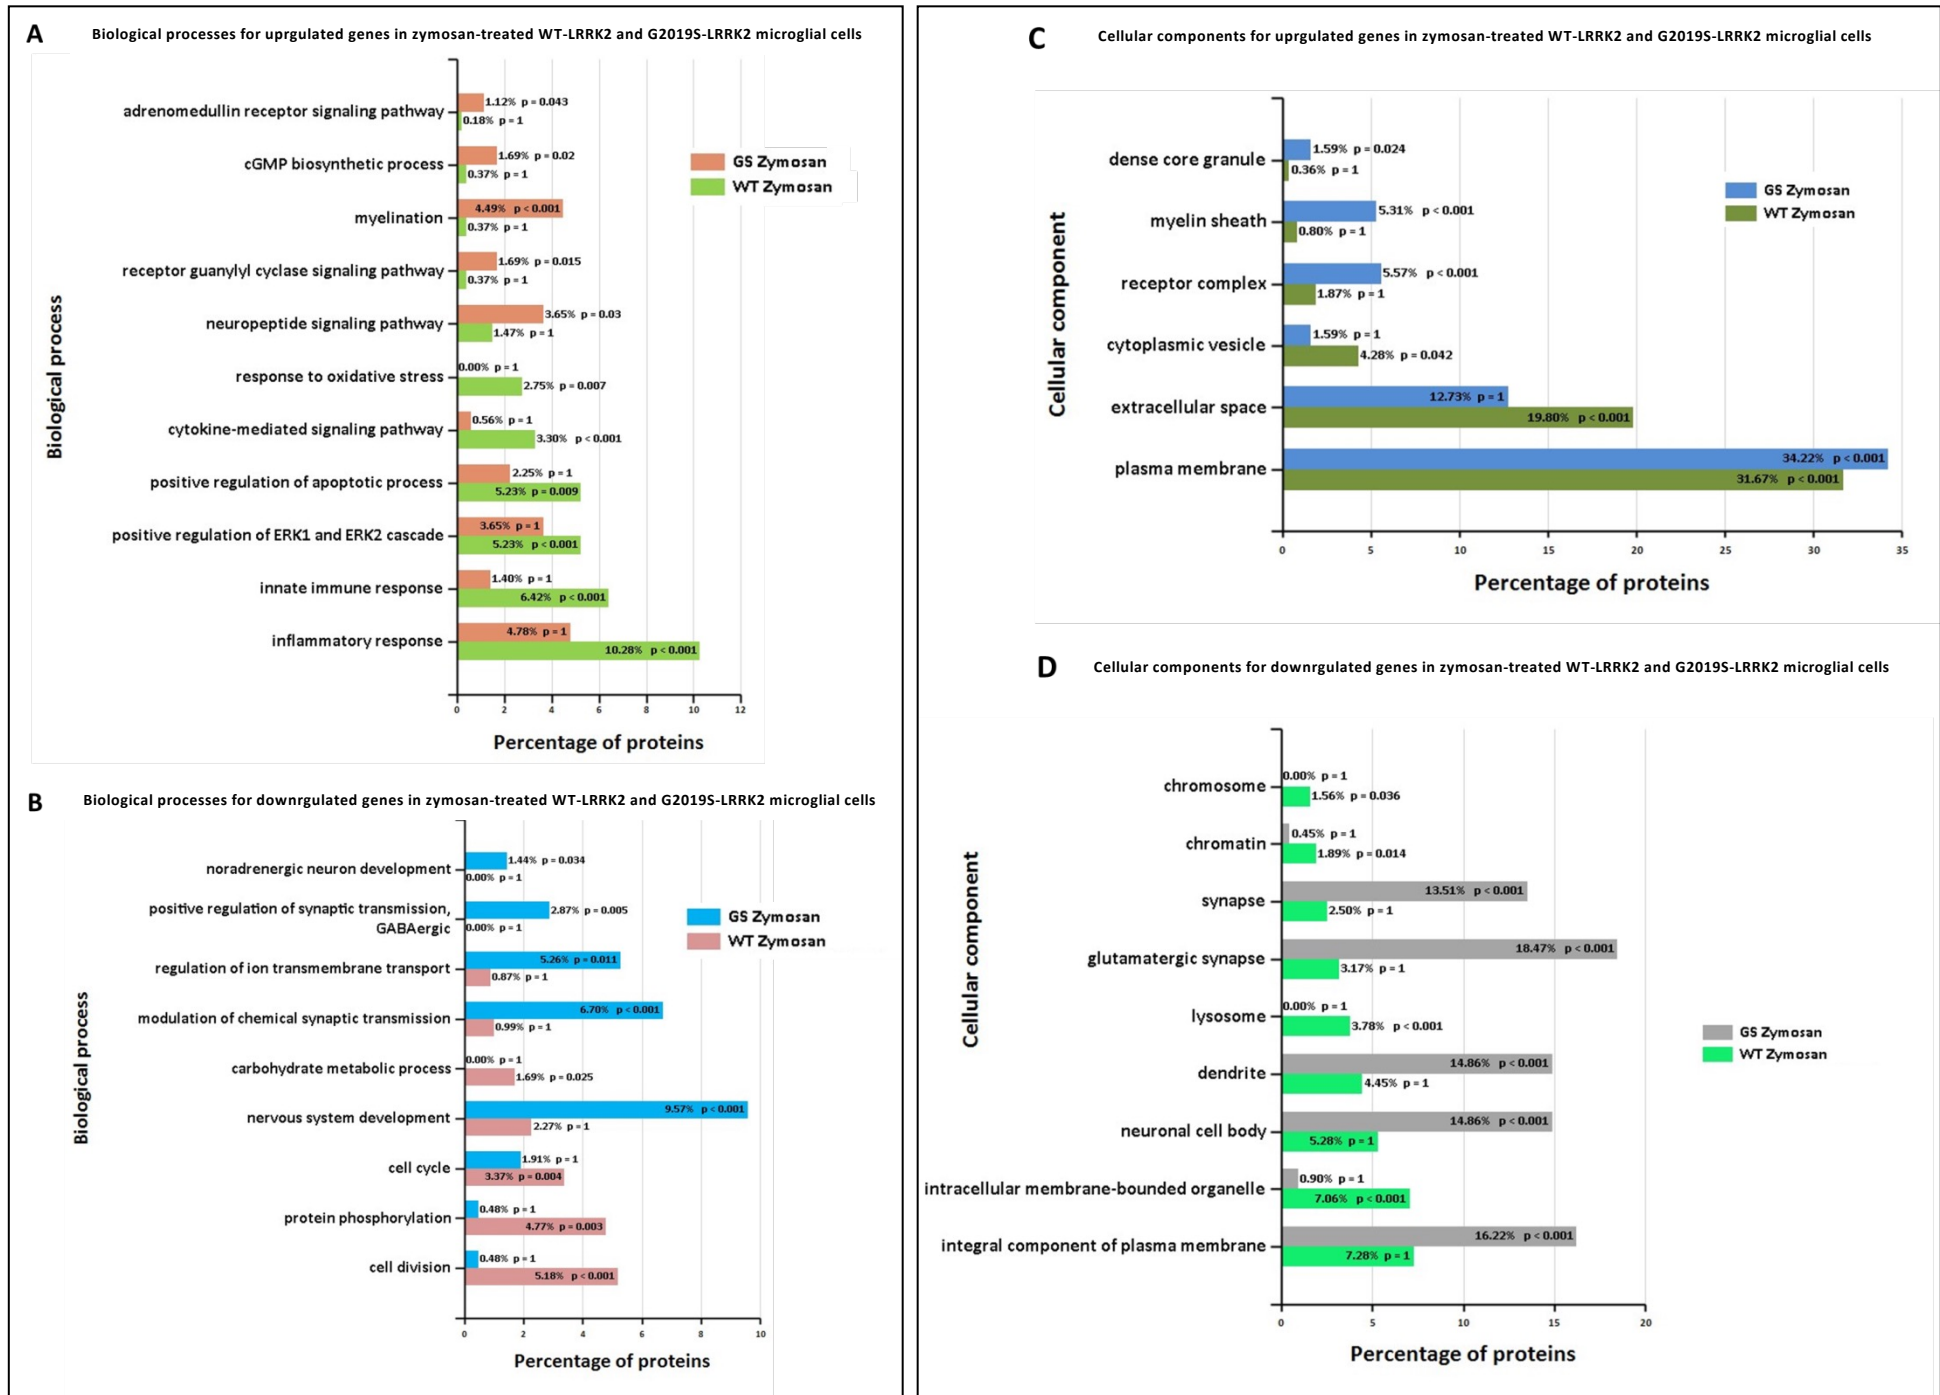 A
Biological processes for uprgulated genes in zymosan-treated WT-LRRK2 and G2019S-LRRK2 microglial cells
Biological process
adrenomedullin receptor signaling pathway
1.12% p = 0.043
0.18% p = 1
cGMP biosynthetic process
1.69% p = 0.02
0.37% p = 1
myelination
4.49% p < 0.001
0.37% p = 1
receptor guanylyl cyclase signaling pathway
1.69% p = 0.015
0.37% p = 1
neuropeptide signaling pathway
3.65% p = 0.03
1.47% p = 1
response to oxidative stress
0.00% p = 1
2.75% p = 0.007
cytokine-mediated signaling pathway
0.56% p = 1
3.30% p < 0.001
positive regulation of apoptotic process
2.25% p = 1
5.23% p = 0.009
positive regulation of ERK1 and ERK2 cascade
3.65% p = 1
5.23% p < 0.001
innate immune response
1.40% p = 1
6.42% p < 0.001
inflammatory response
4.78% p = 1
10.28% p < 0.001
GS Zymosan
WT Zymosan
0 2 4 6 8 10 12
Percentage of proteins
B
Biological processes for downrgulated genes in zymosan-treated WT-LRRK2 and G2019S-LRRK2 microglial cells
Biological process
noradrenergic neuron development
1.44% p = 0.034
0.00% p = 1
positive regulation of synaptic transmission,
GABAergic
2.87% p = 0.005
0.00% p = 1
regulation of ion transmembrane transport
5.26% p = 0.011
0.87% p = 1
modulation of chemical synaptic transmission
6.70% p < 0.001
0.99% p = 1
carbohydrate metabolic process
0.00% p = 1
1.69% p = 0.025
nervous system development
9.57% p < 0.001
2.27% p = 1
cell cycle
1.91% p = 1
3.37% p = 0.004
protein phosphorylation
0.48% p = 1
4.77% p = 0.003
cell division
0.48% p = 1
5.18% p < 0.001
GS Zymosan
WT Zymosan
0 2 4 6 8 10
Percentage of proteins
C
Cellular components for uprgulated genes in zymosan-treated WT-LRRK2 and G2019S-LRRK2 microglial cells
Cellular component
dense core granule
1.59% p = 0.024
0.36% p = 1
myelin sheath
5.31% p < 0.001
0.80% p = 1
receptor complex
5.57% p < 0.001
1.87% p = 1
cytoplasmic vesicle
1.59% p = 1
4.28% p = 0.042
extracellular space
12.73% p = 1
19.80% p < 0.001
plasma membrane
34.22% p < 0.001
31.67% p < 0.001
GS Zymosan
WT Zymosan
0 5 10 15 20 25 30 35
Percentage of proteins
D
Cellular components for downrgulated genes in zymosan-treated WT-LRRK2 and G2019S-LRRK2 microglial cells
Cellular component
chromosome
0.00% p = 1
1.56% p = 0.036
chromatin
0.45% p = 1
1.89% p = 0.014
synapse
13.51% p < 0.001
2.50% p = 1
glutamatergic synapse
18.47% p < 0.001
3.17% p = 1
lysosome
0.00% p = 1
3.78% p < 0.001
dendrite
14.86% p < 0.001
4.45% p = 1
neuronal cell body
14.86% p < 0.001
5.28% p = 1
intracellular membrane-bounded organelle
0.90% p = 1
7.06% p < 0.001
integral component of plasma membrane
16.22% p < 0.001
7.28% p = 1
GS Zymosan
WT Zymosan
0 5 10 15 20
Percentage of proteins